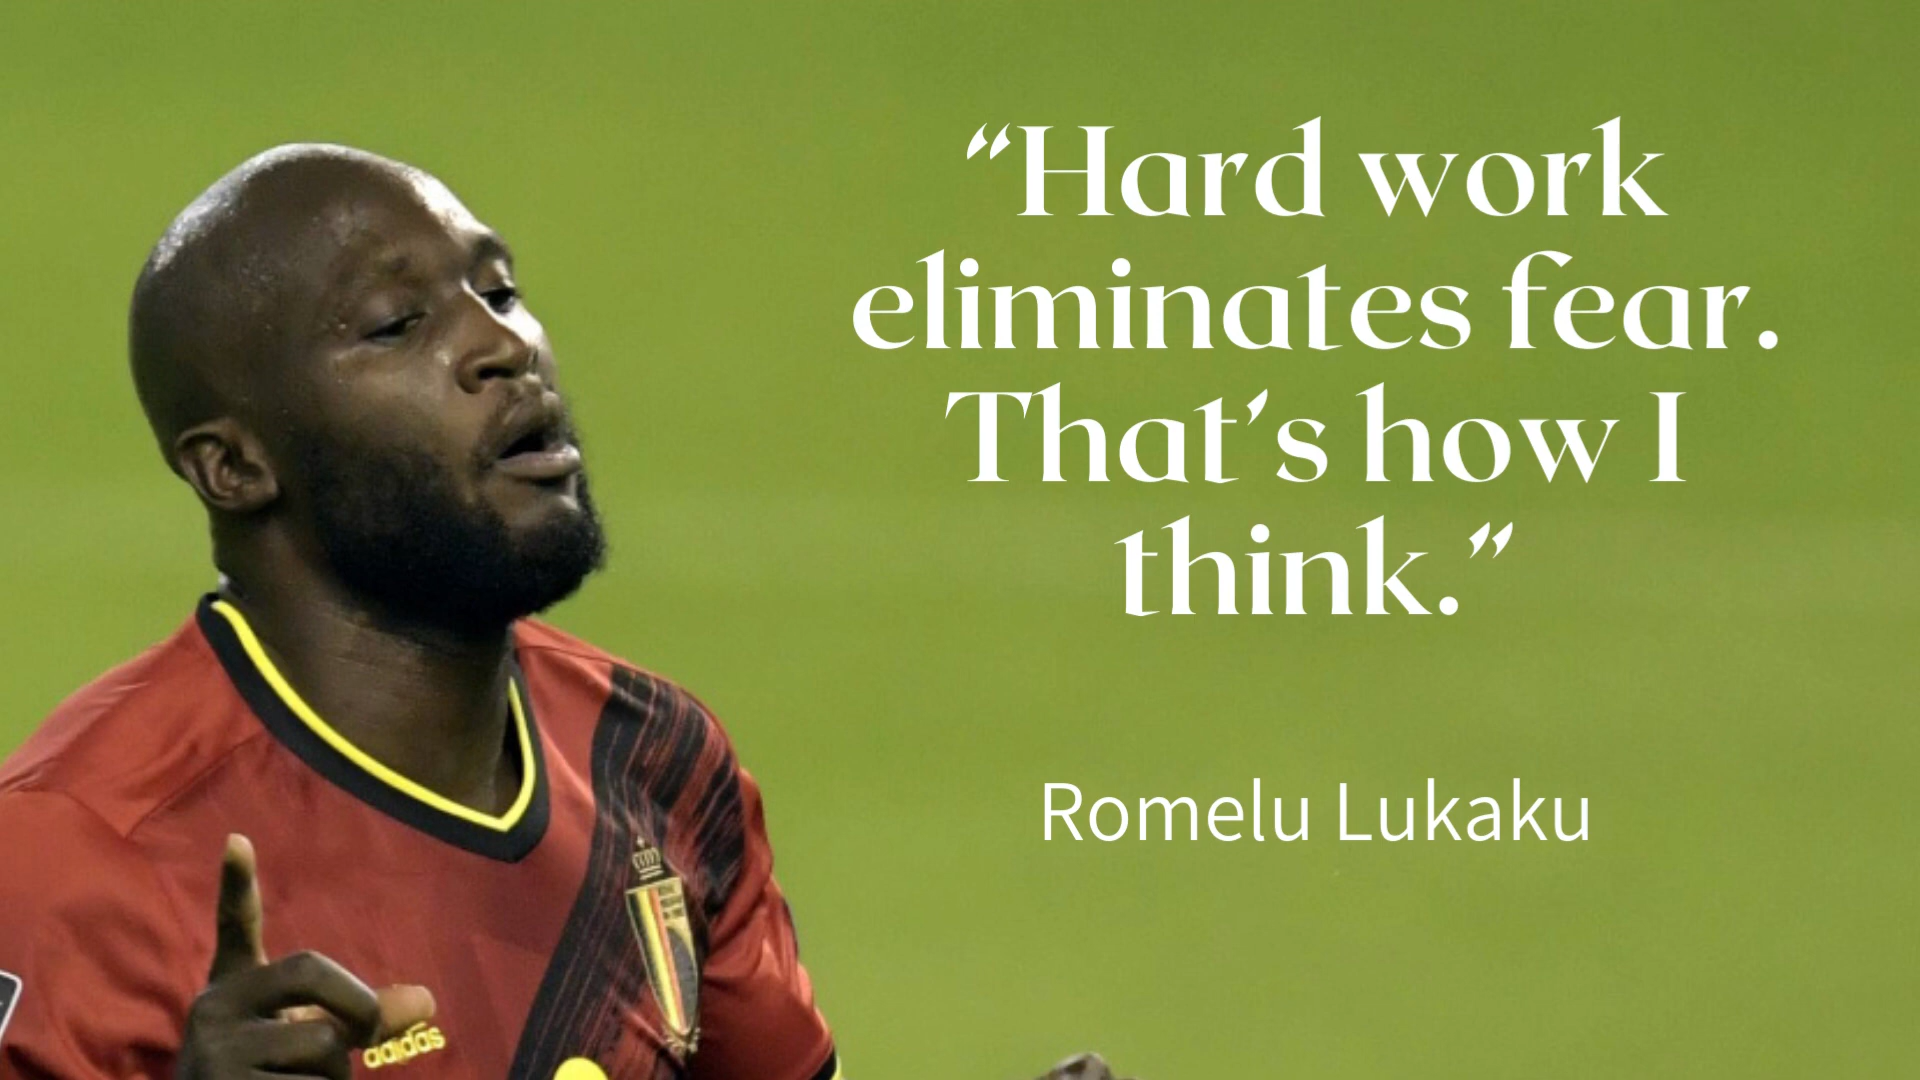 “Hard work
eliminates fear.
That’s how I
think.”
Romelu Lukaku
adidas